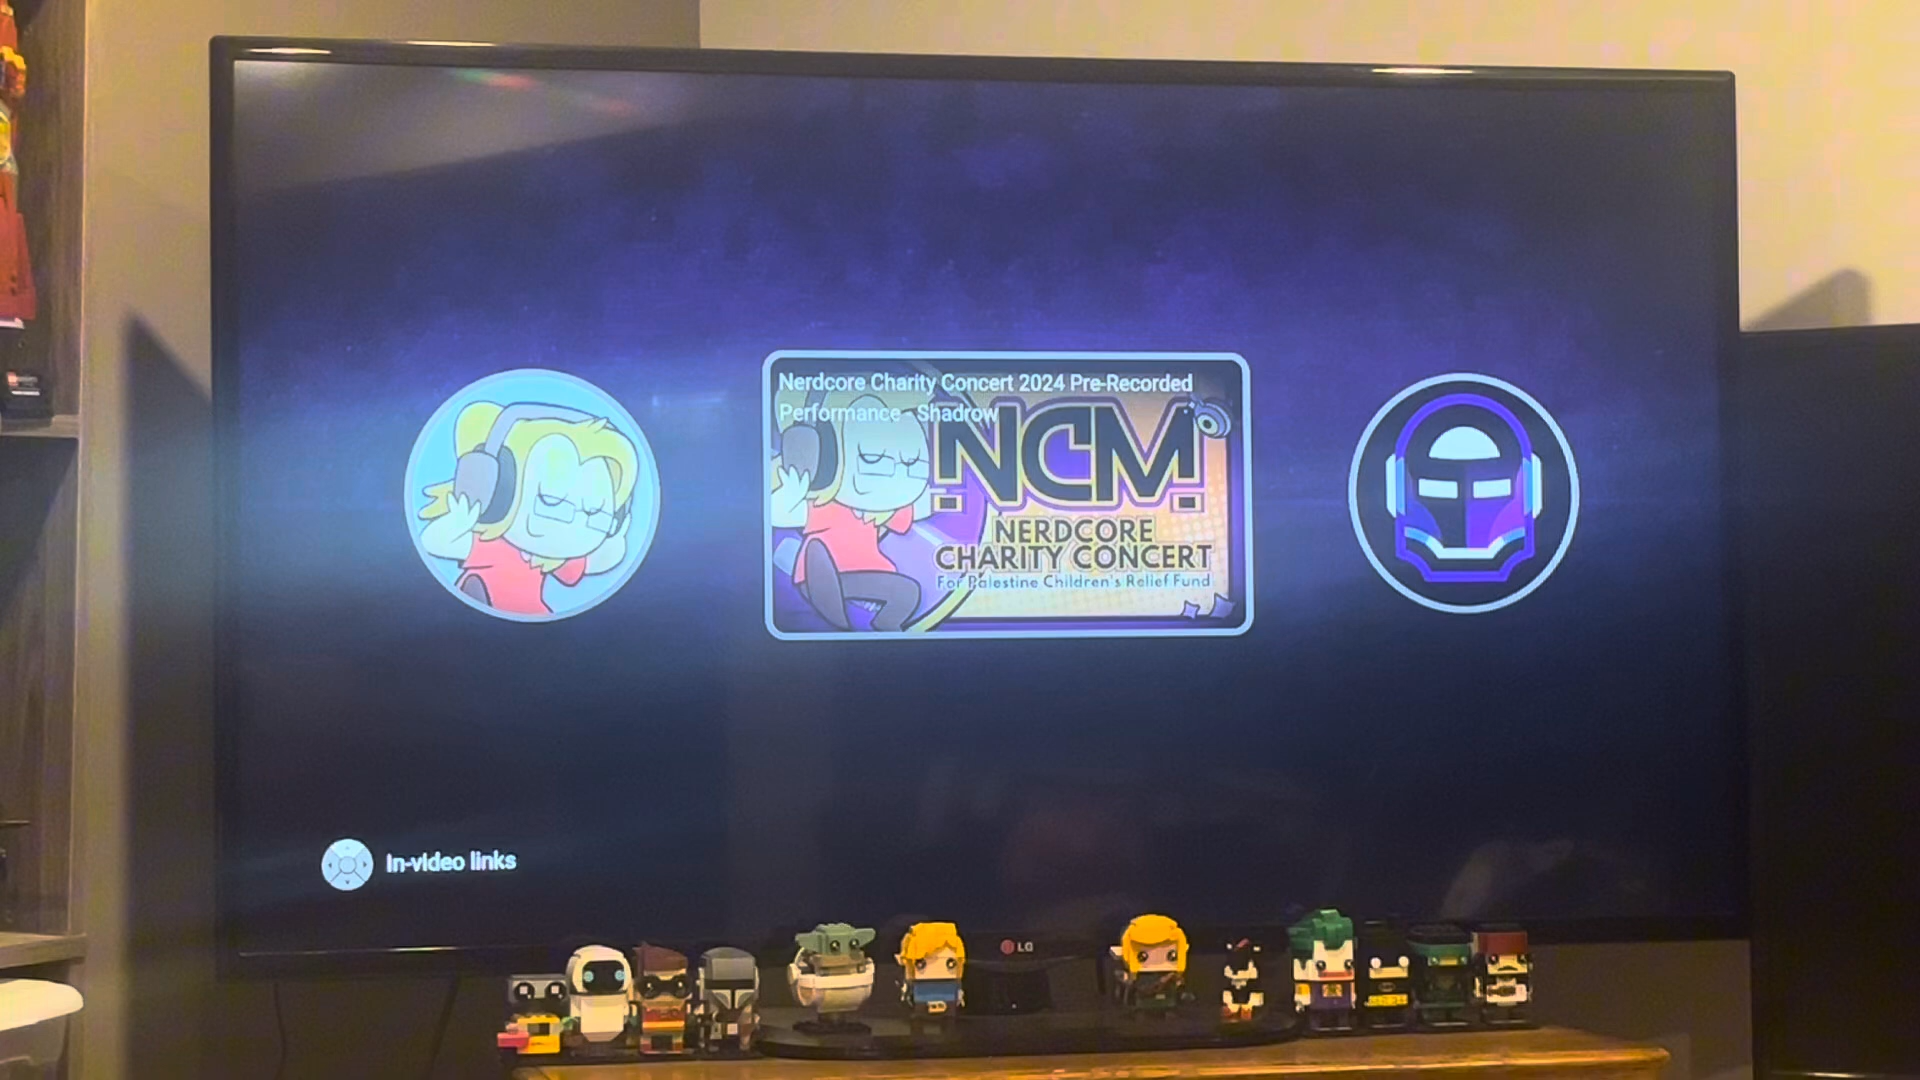 Nerdcore Charity Concert 2024 Pre-Recorded
Performance - Shadrow
NCM
NERDCORE
CHARITY CONCERT
For Palestine Children's Relief Fund
In-video links
LG